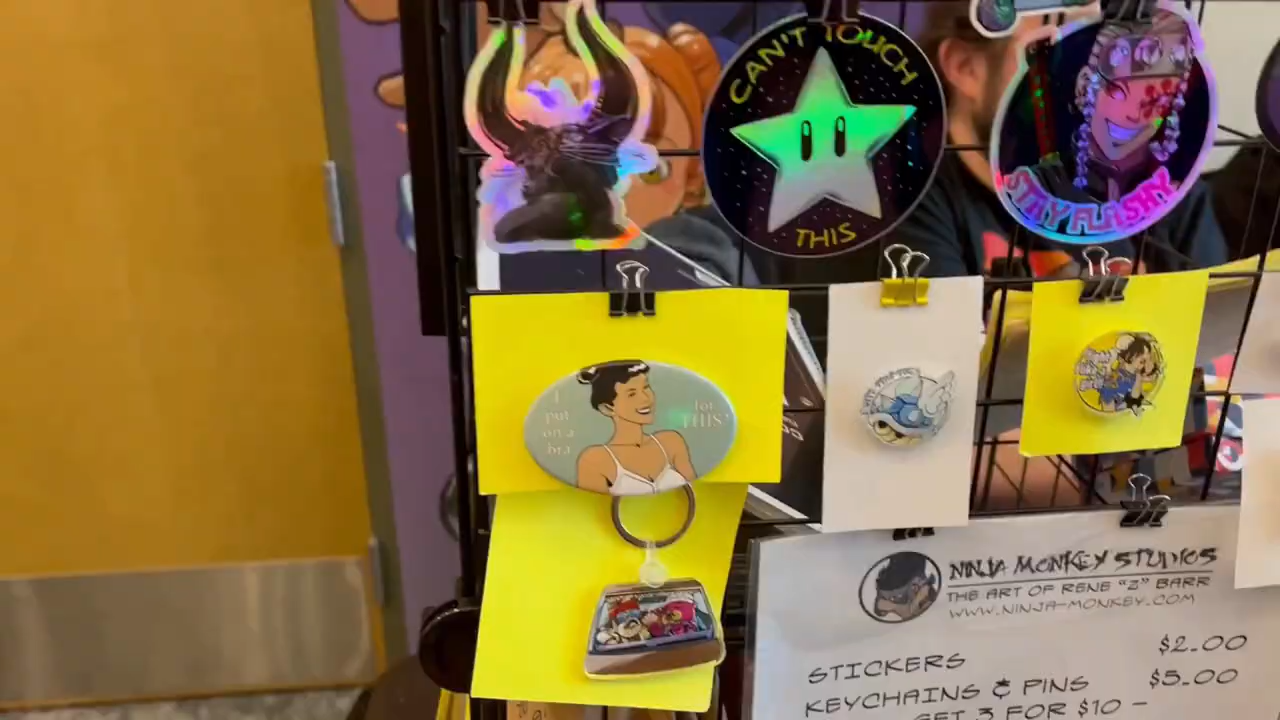 CAN'T TOUCH
THIS
STAY FLASHY
I
put
on a
bra
for
THIS?
NINJA MONKEY STUDIOS
THE ART OF RENE "Z" BARR
WWW.NINJA-MONKEY.COM
STICKERS $2.00
KEYCHAINS & PINS $5.00
GET 3 FOR $10 -